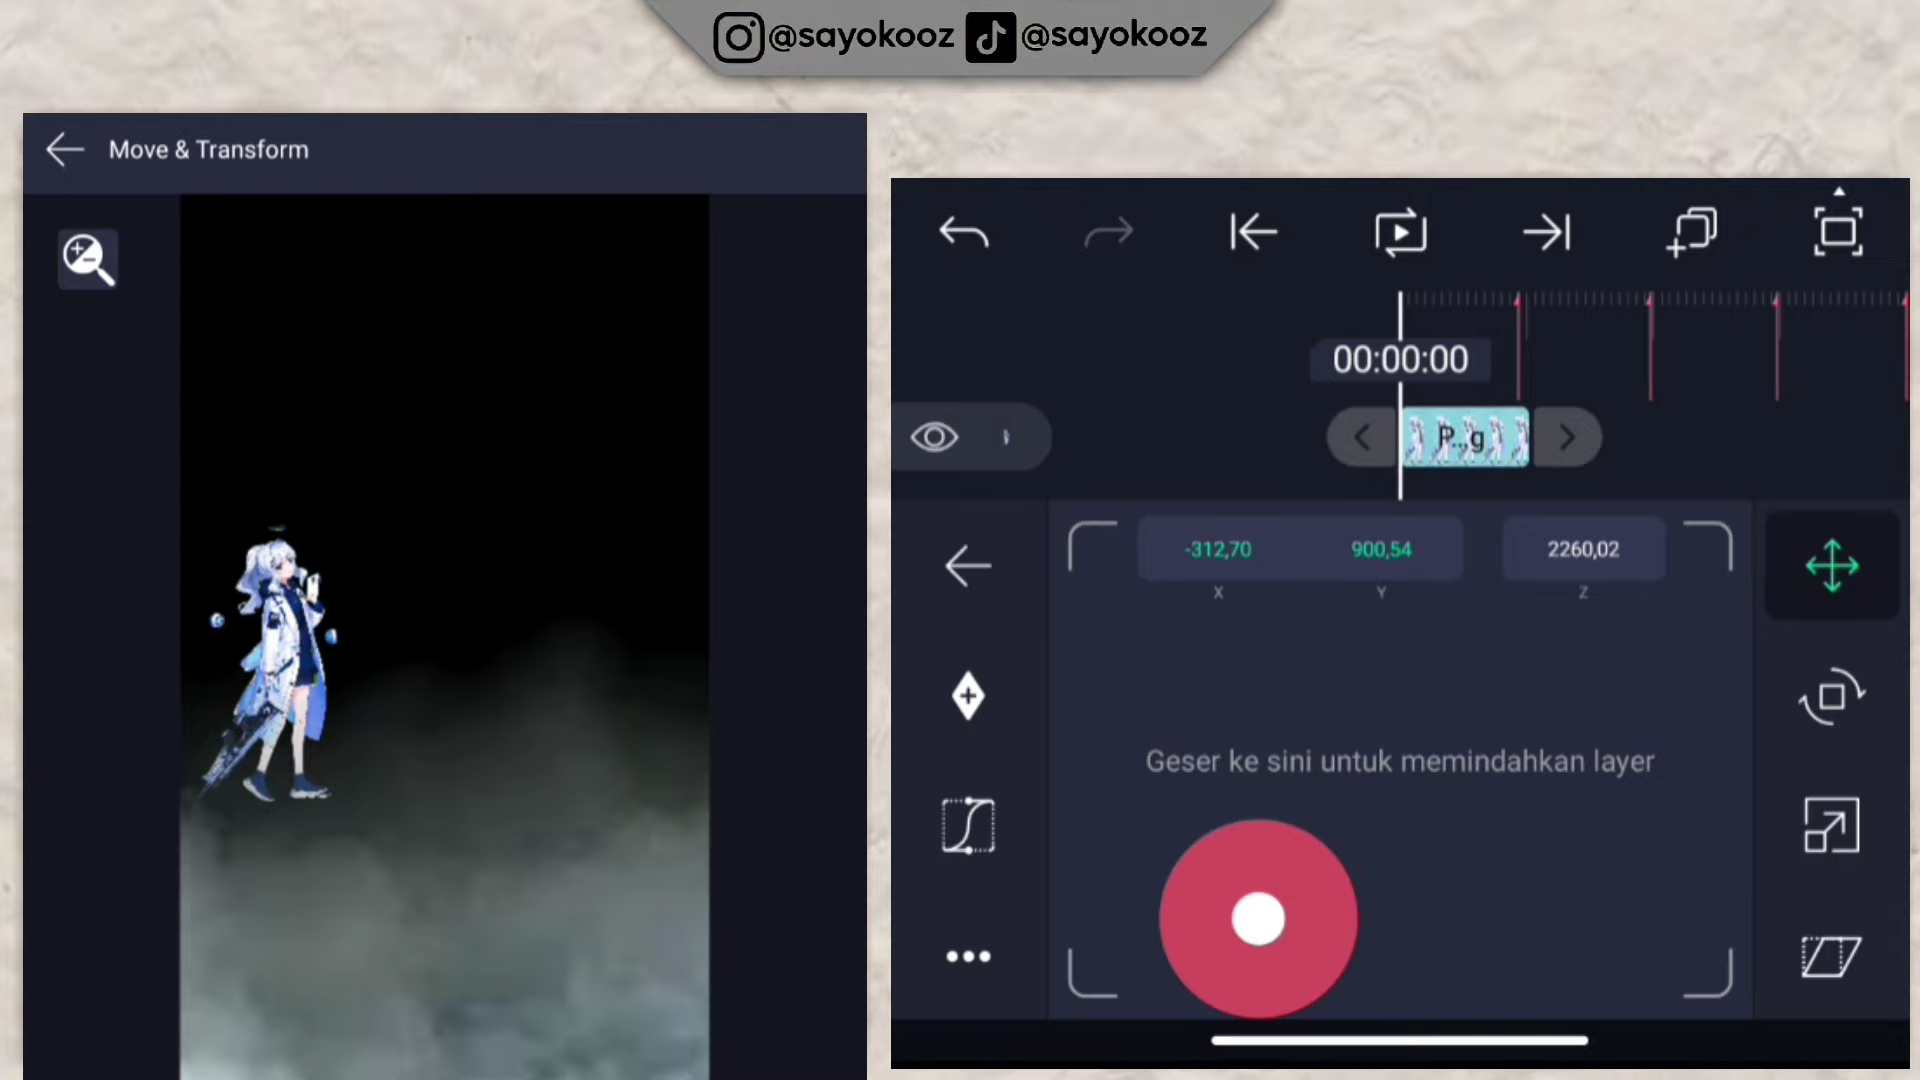 @sayokooz @sayokooz
Move & Transform
00:00:00
P...g
-312,70 900,54 2260,02
X Y Z
Geser ke sini untuk memindahkan layer